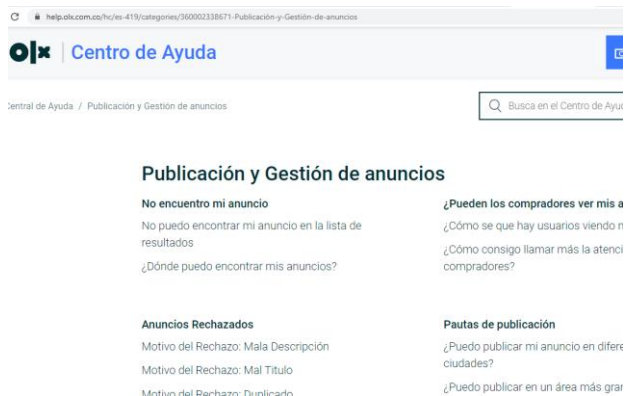 help.olx.com.co/hc/es-419/categories/360002338671-Publicación-y-Gestión-de-anuncios
olx Centro de Ayuda
Central de Ayuda / Publicación y Gestión de anuncios
Busca en el Centro de
Publicación y Gestión de anuncios
No encuentro mi anuncio
No puedo encontrar mi anuncio en la lista de
resultados
¿Dónde puedo encontrar mis anuncios?
¿Pueden los compradores ver mis
¿Cómo se que hay usuarios viendo
¿Cómo consigo llamar más la
compradores?
Anuncios Rechazados
Motivo del Rechazo: Mala Descripción
Motivo del Rechazo: Mal Titulo
Motivo del Rechazo: Duplicado
Pautas de publicación
¿Puedo publicar mi anuncio en
ciudades?
¿Puedo publicar en un área más